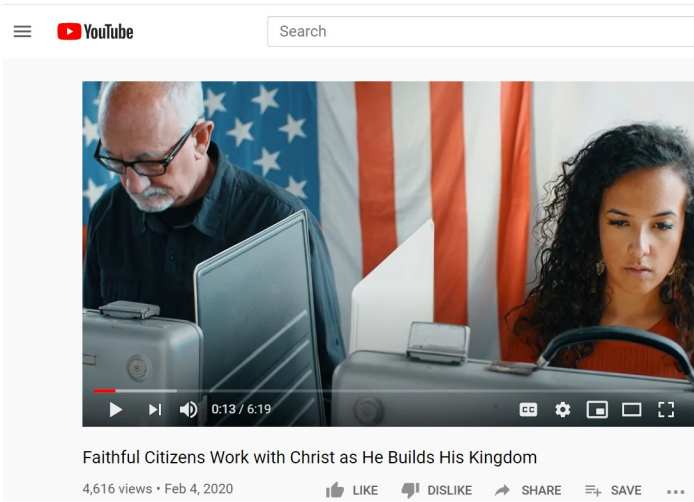 YouTube
Search
0:13 / 6:19
CC
Faithful Citizens Work with Christ as He Builds His Kingdom
4,616 views • Feb 4, 2020
LIKE DISLIKE SHARE SAVE